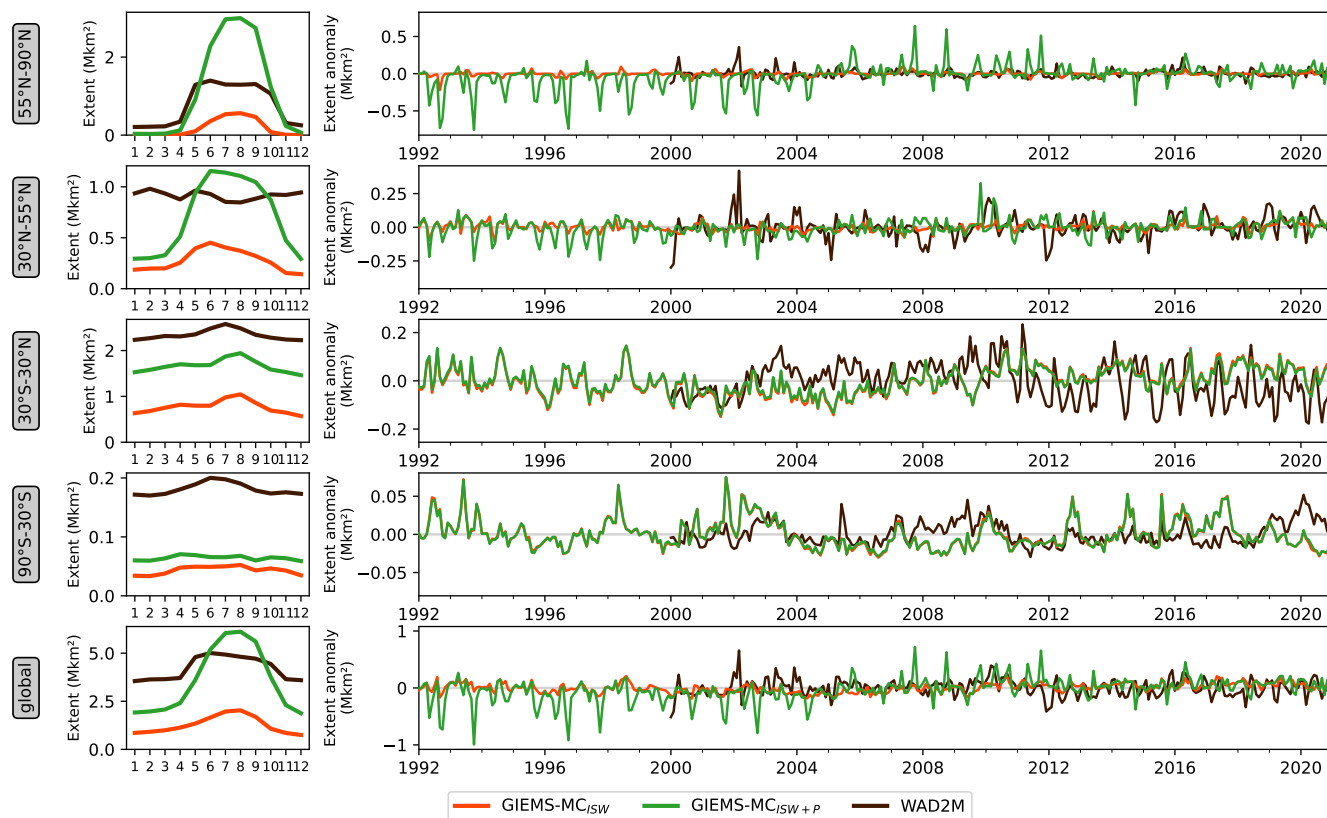 55°N-90°N
Extent (Mkm²)
2
0
1 2 3 4 5 6 7 8 9 10 11 12
Extent anomaly
(Mkm²)
0.5
0.0
−0.5
1992 1996 2000 2004 2008 2012 2016 2020
30°N-55°N
Extent (Mkm²)
1.0
0.5
0.0
1 2 3 4 5 6 7 8 9 10 11 12
Extent anomaly
(Mkm²)
0.25
0.00
−0.25
1992 1996 2000 2004 2008 2012 2016 2020
30°S-30°N
Extent (Mkm²)
2
1
0
1 2 3 4 5 6 7 8 9 10 11 12
Extent anomaly
(Mkm²)
0.2
0.0
−0.2
1992 1996 2000 2004 2008 2012 2016 2020
90°S-30°S
Extent (Mkm²)
0.2
0.1
0.0
1 2 3 4 5 6 7 8 9 10 11 12
Extent anomaly
(Mkm²)
0.05
0.00
−0.05
1992 1996 2000 2004 2008 2012 2016 2020
global
Extent (Mkm²)
5.0
2.5
0.0
1 2 3 4 5 6 7 8 9 10 11 12
Extent anomaly
(Mkm²)
1
0
−1
1992 1996 2000 2004 2008 2012 2016 2020
GIEMS-MC_ISW GIEMS-MC_ISW+P WAD2M